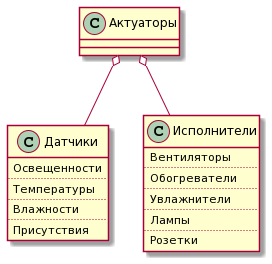 C Актуаторы
C Датчики
Освещенности
Температуры
Влажности
Присутствия
C Исполнители
Вентиляторы
Обогреватели
Увлажнители
Лампы
Розетки